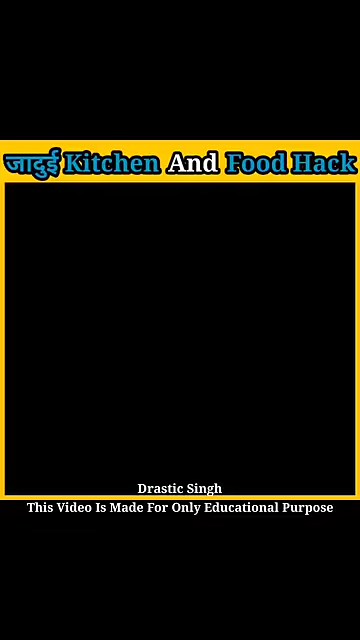 जादुई Kitchen And Food Hack
Drastic Singh
This Video Is Made For Only Educational Purpose